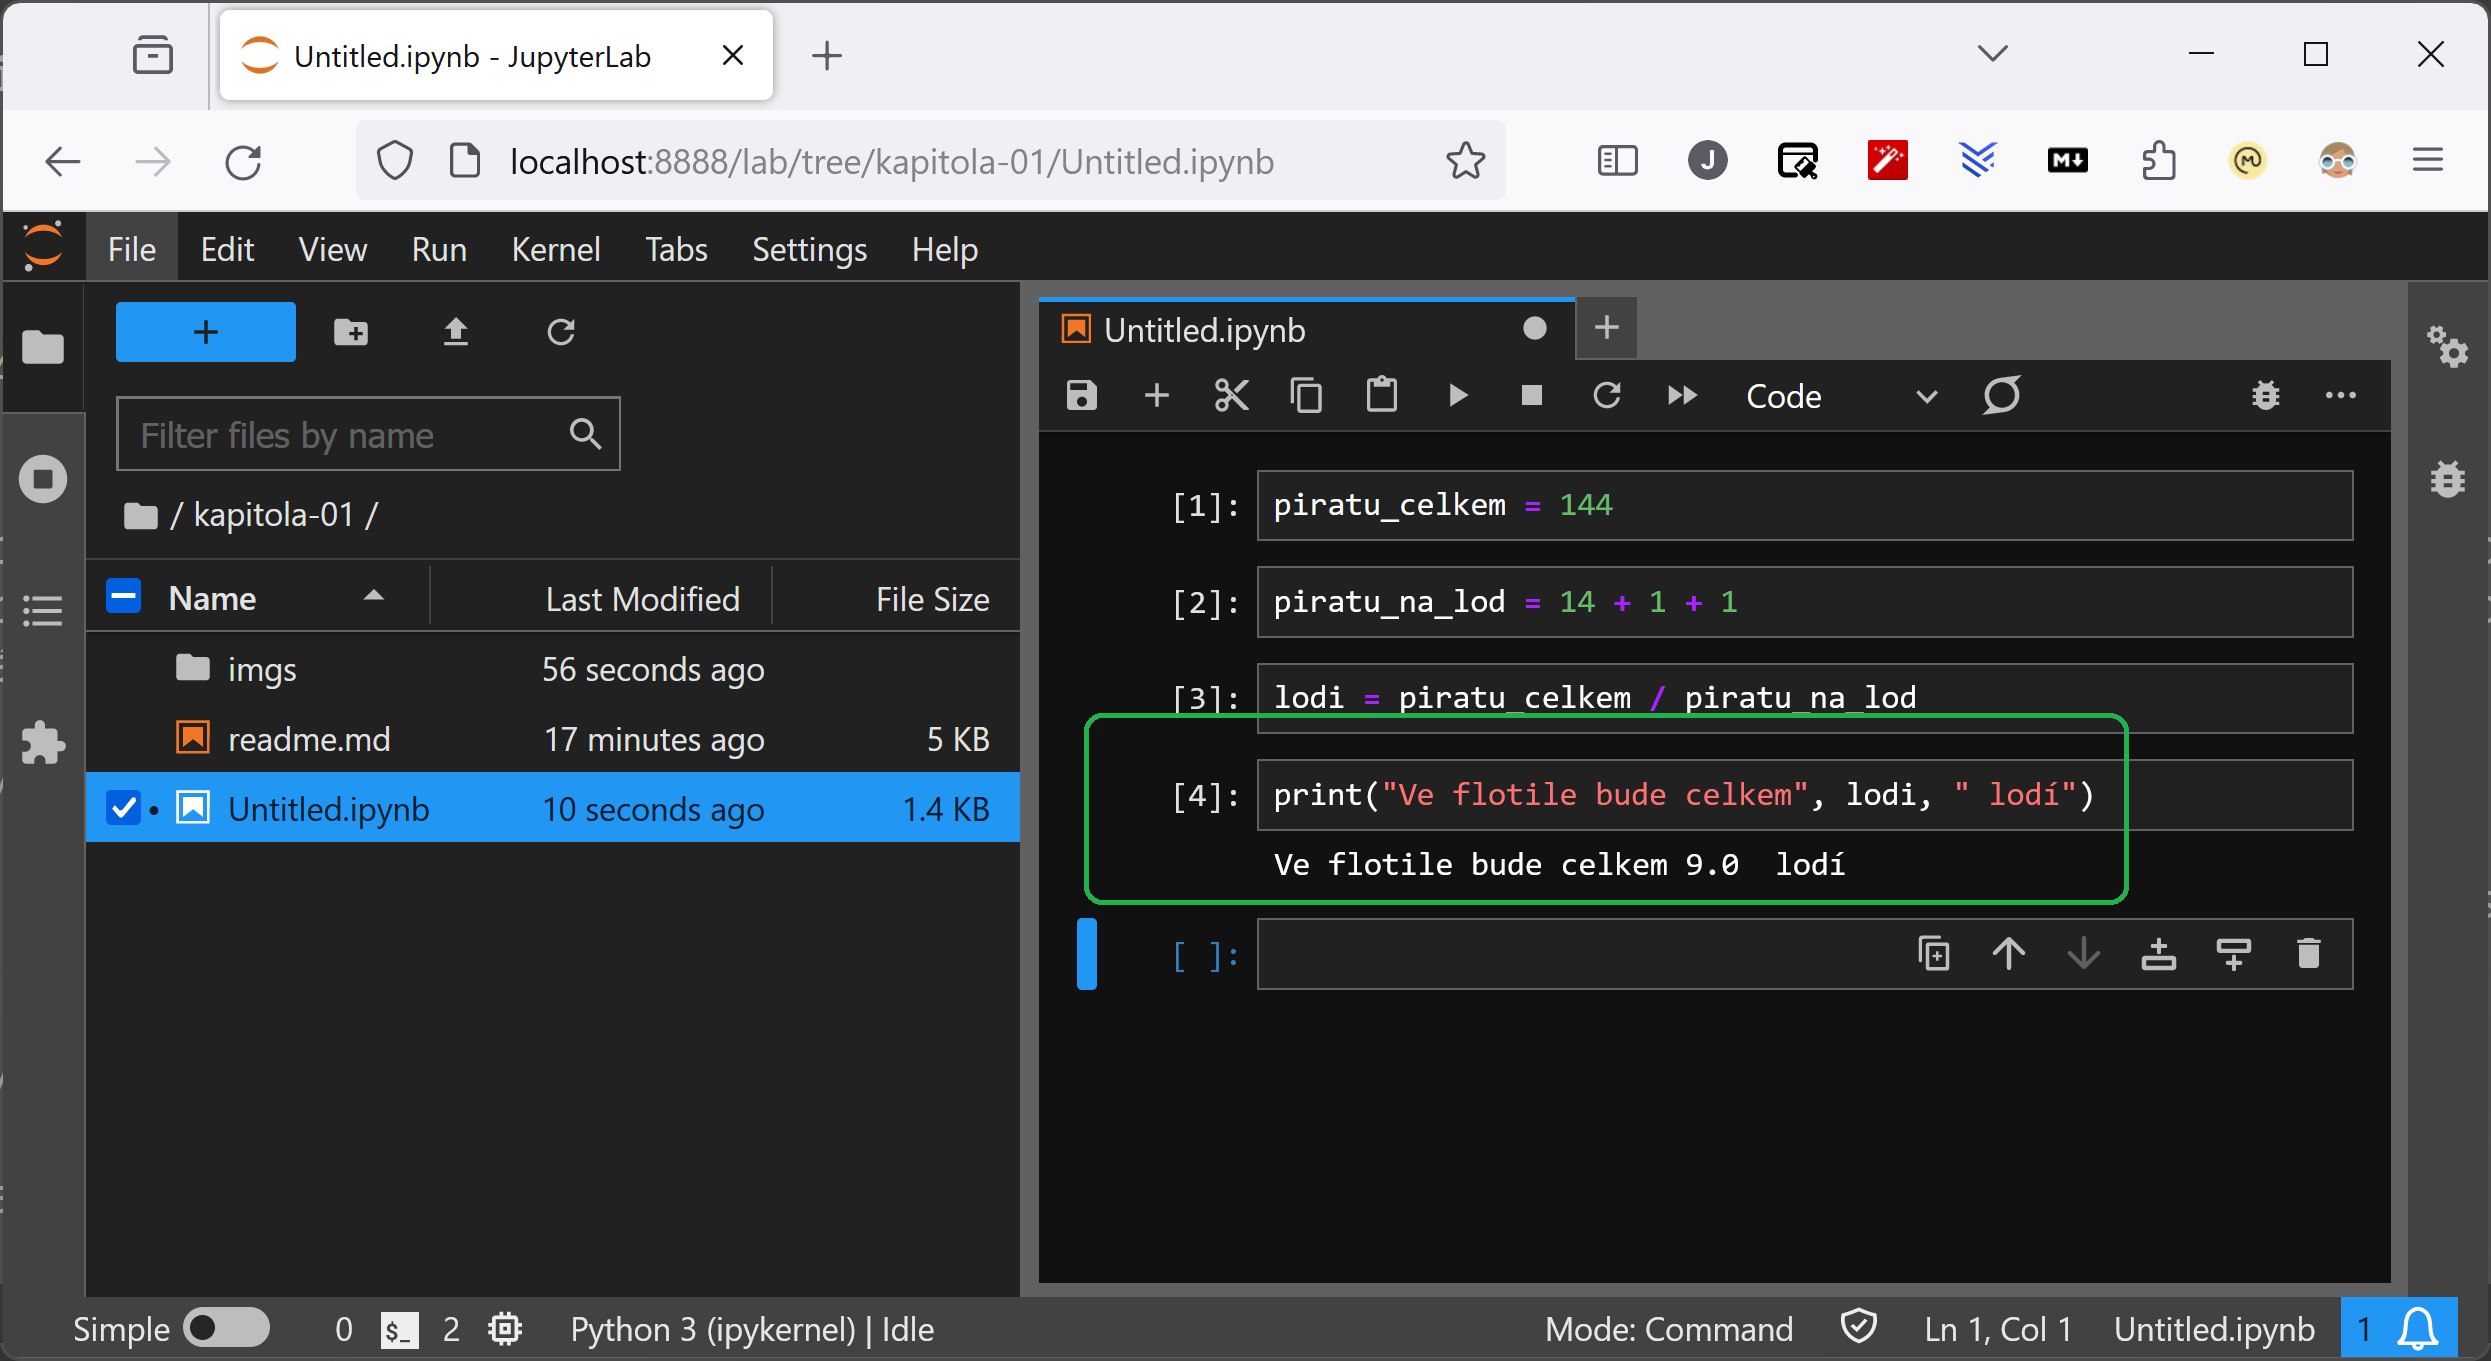 Untitled.ipynb - JupyterLab
localhost:8888/lab/tree/kapitola-01/Untitled.ipynb
J
M
File Edit View Run Kernel Tabs Settings Help
Filter files by name
/ kapitola-01 /
Name Last Modified File Size
imgs 56 seconds ago
readme.md 17 minutes ago 5 KB
Untitled.ipynb 10 seconds ago 1.4 KB
Untitled.ipynb
Code
[1]: piratu_celkem = 144
[2]: piratu_na_lod = 14 + 1 + 1
[3]: lodi = piratu_celkem / piratu_na_lod
[4]: print("Ve flotile bude celkem", lodi, " lodí")
Ve flotile bude celkem 9.0  lodí
[ ]:
Simple 0 $_ 2 Python 3 (ipykernel) | Idle Mode: Command Ln 1, Col 1 Untitled.ipynb 1